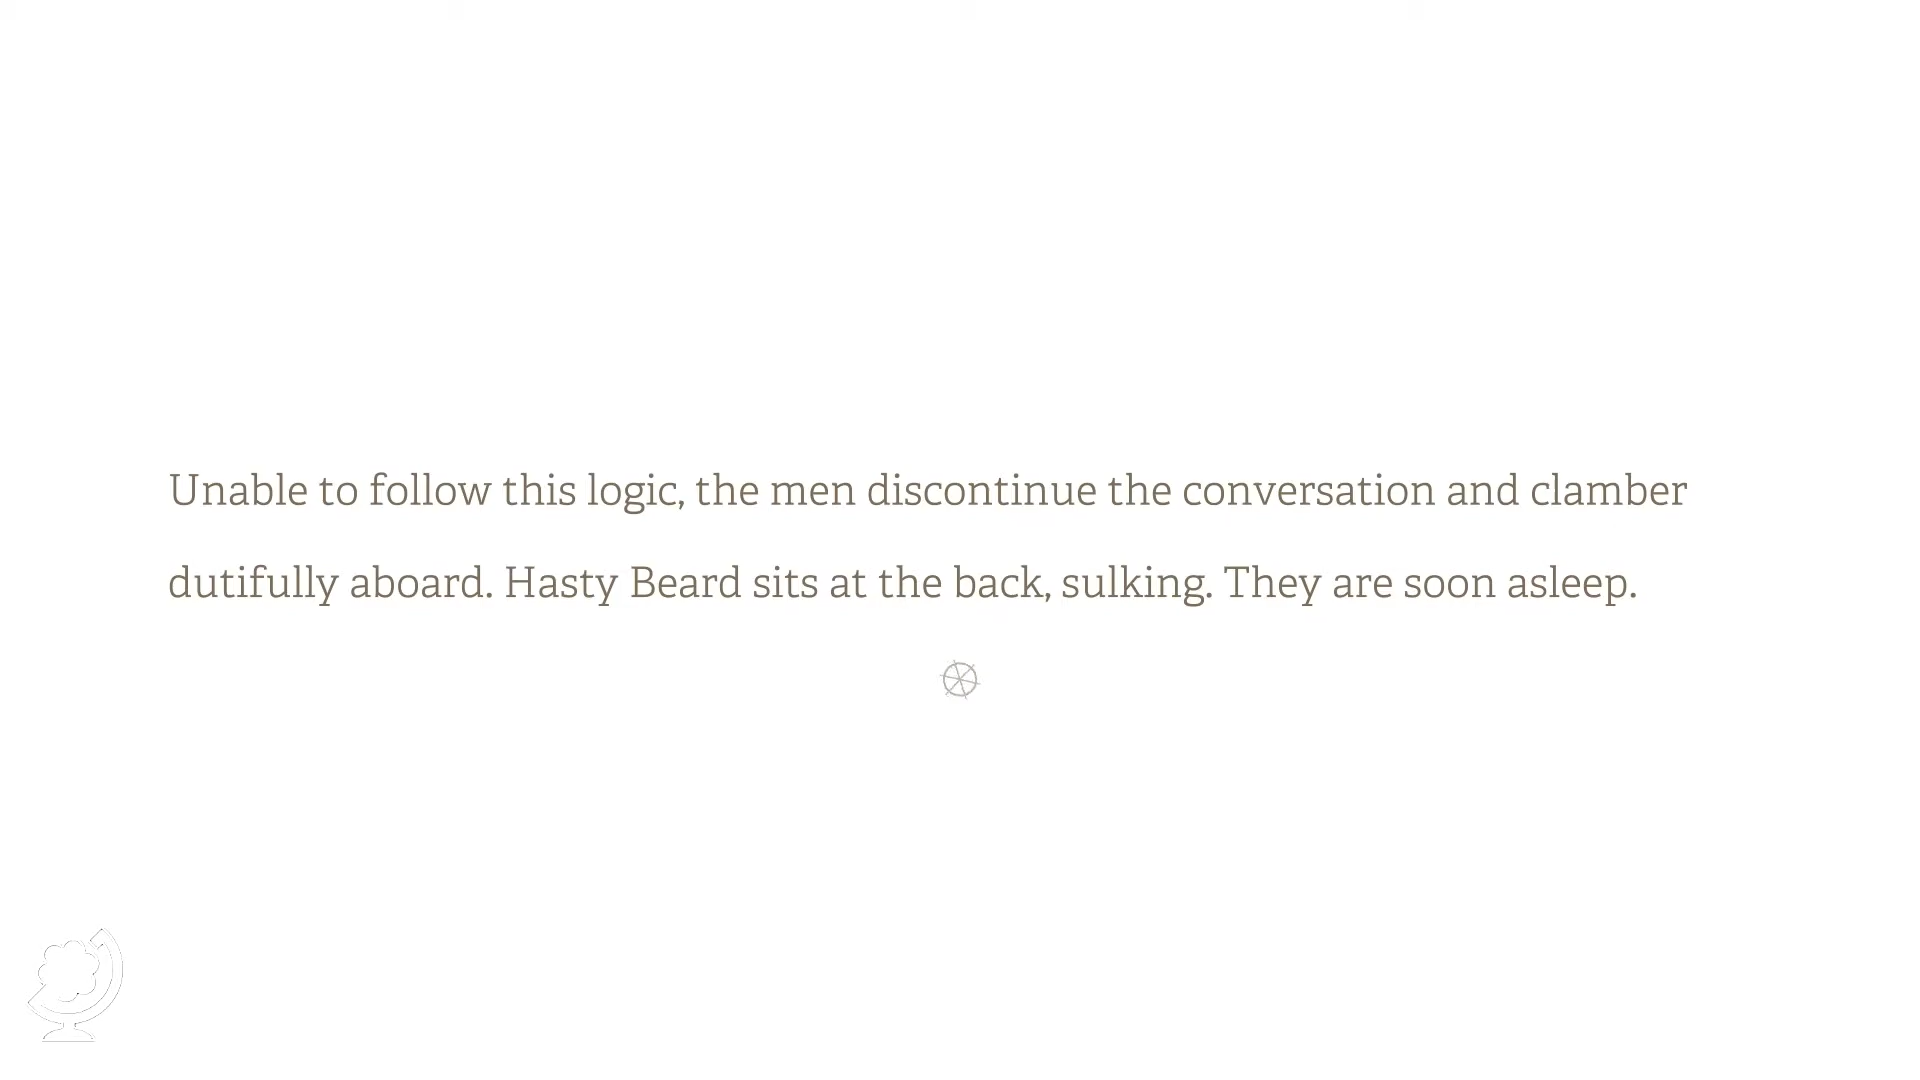 Unable to follow this logic, the men discontinue the conversation and clamber
dutifully aboard. Hasty Beard sits at the back, sulking. They are soon asleep.